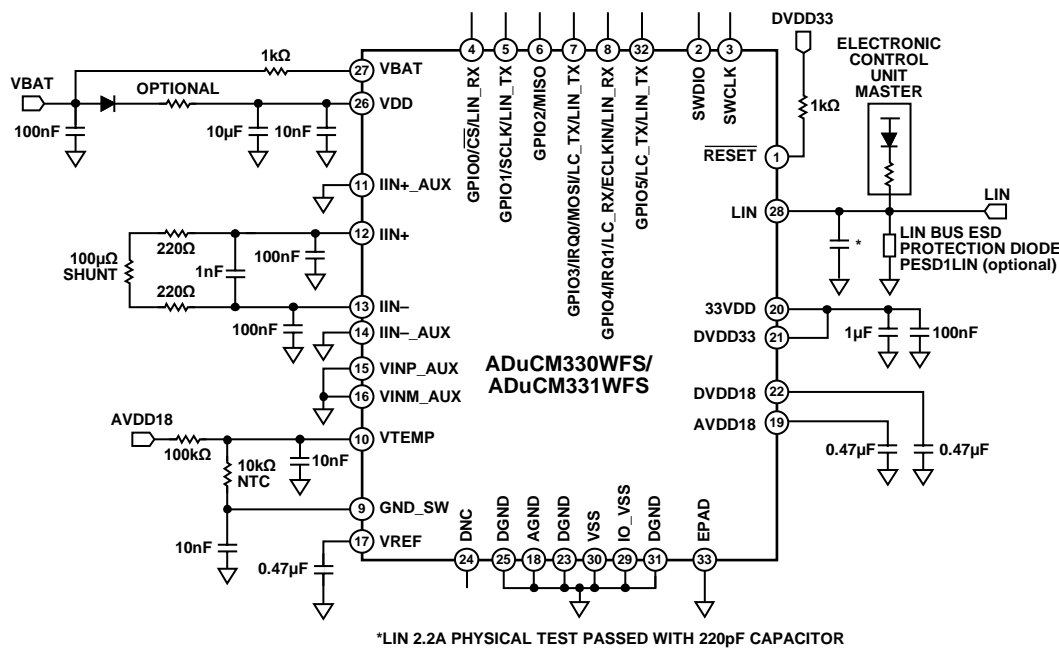 DVDD33
4
5
6
7
8
32
2
3
ELECTRONIC
CONTROL
UNIT
MASTER
1kΩ
27
VBAT
VBAT
OPTIONAL
26
VDD
100nF
10µF
10nF
GPIO0/CS/LIN_RX
GPIO1/SCLK/LIN_TX
GPIO2/MISO
GPIO3/IRQ0/MOSI/LC_TX/LIN_TX
GPIO4/IRQ1/LC_RX/ECLKIN/LIN_RX
GPIO5/LC_TX/LIN_TX
SWDIO
SWCLK
1kΩ
RESET
1
11
IIN+_AUX
LIN
28
LIN
*
LIN BUS ESD
PROTECTION DIODE
PESD1LIN (optional)
12
IIN+
220Ω
100µΩ
SHUNT
1nF
100nF
220Ω
13
IIN–
100nF
14
IIN–_AUX
33VDD
20
DVDD33
21
1µF
100nF
15
VINP_AUX
16
VINM_AUX
ADuCM330WFS/
ADuCM331WFS
DVDD18
22
AVDD18
19
0.47µF
0.47µF
AVDD18
100kΩ
10
VTEMP
10kΩ
NTC
10nF
9
GND_SW
10nF
17
VREF
0.47µF
DNC
DGND
AGND
DGND
VSS
IO_VSS
DGND
EPAD
24
25
18
23
30
29
31
33
*LIN 2.2A PHYSICAL TEST PASSED WITH 220pF CAPACITOR